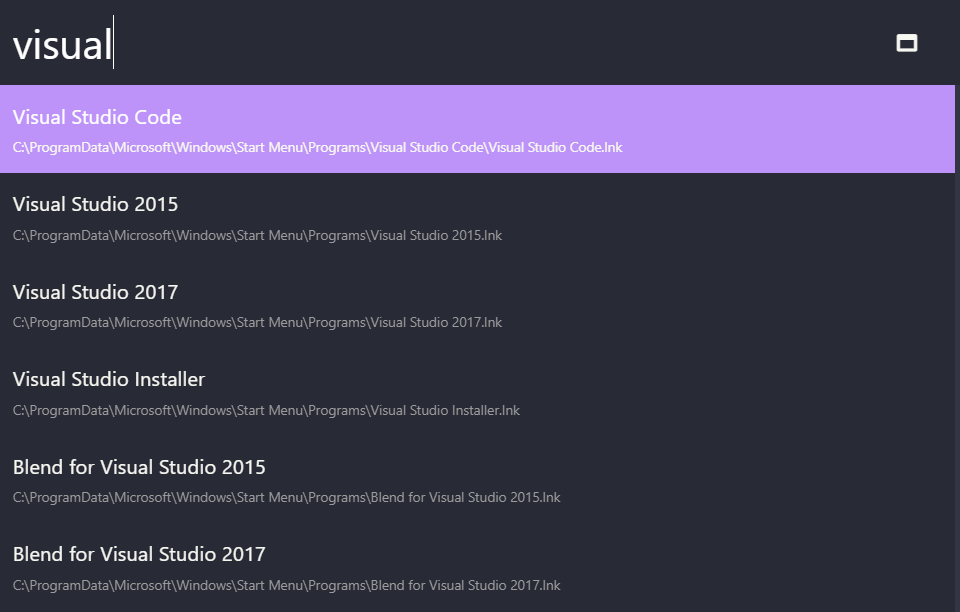 visual
Visual Studio Code
C:\ProgramData\Microsoft\Windows\Start Menu\Programs\Visual Studio Code\Visual Studio Code.lnk
Visual Studio 2015
C:\ProgramData\Microsoft\Windows\Start Menu\Programs\Visual Studio 2015.lnk
Visual Studio 2017
C:\ProgramData\Microsoft\Windows\Start Menu\Programs\Visual Studio 2017.lnk
Visual Studio Installer
C:\ProgramData\Microsoft\Windows\Start Menu\Programs\Visual Studio Installer.lnk
Blend for Visual Studio 2015
C:\ProgramData\Microsoft\Windows\Start Menu\Programs\Blend for Visual Studio 2015.lnk
Blend for Visual Studio 2017
C:\ProgramData\Microsoft\Windows\Start Menu\Programs\Blend for Visual Studio 2017.lnk